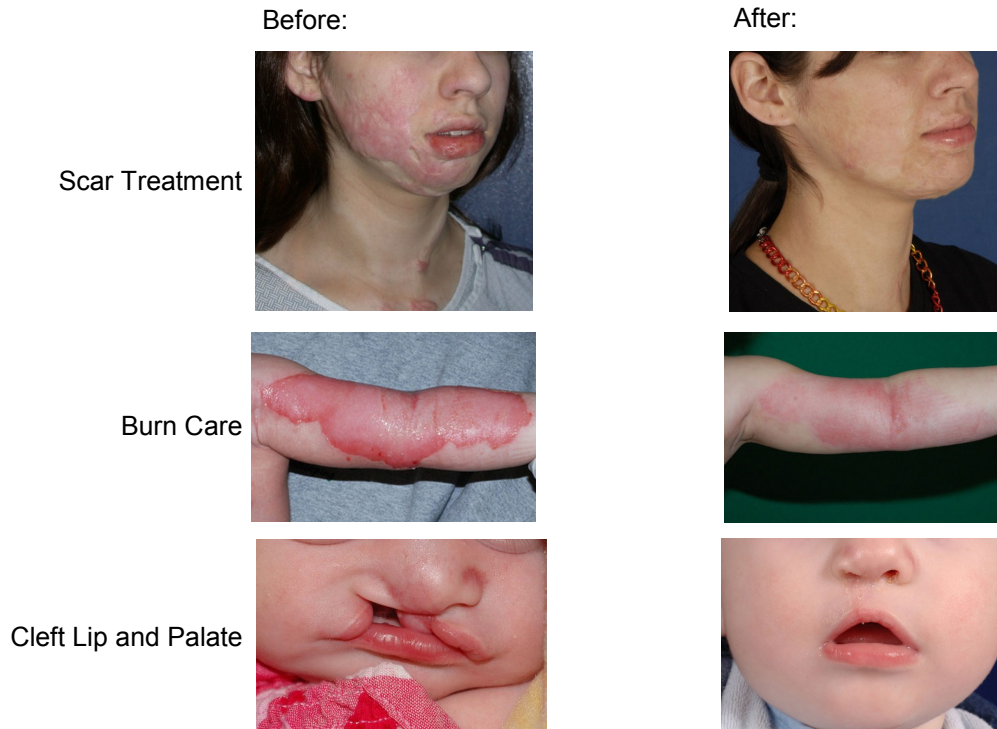 Before:
After:
Scar Treatment
Burn Care
Cleft Lip and Palate